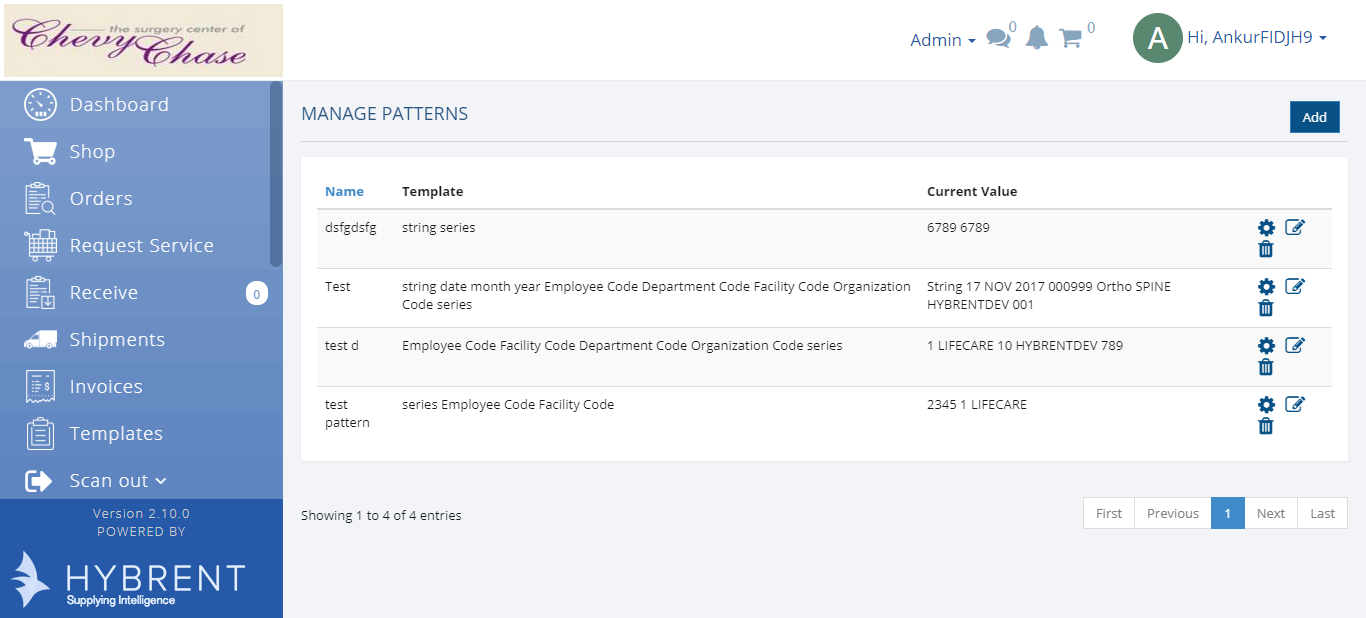 the surgery center of
Chevy Chase
Admin
0
0
A
Hi, AnkurFIDJH9
Dashboard
Shop
Orders
Request Service
Receive
0
Shipments
Invoices
Templates
Scan out
Version 2.10.0
POWERED BY
HYBRENT
Supplying Intelligence
MANAGE PATTERNS
Add
Name Template Current Value
dsfgdsfg string series 6789 6789
Test string date month year Employee Code Department Code Facility Code Organization String 17 NOV 2017 000999 Ortho SPINE
Code series HYBRENTDEV 001
test d Employee Code Facility Code Department Code Organization Code series 1 LIFECARE 10 HYBRENTDEV 789
test series Employee Code Facility Code 2345 1 LIFECARE
pattern
Showing 1 to 4 of 4 entries
First Previous 1 Next Last